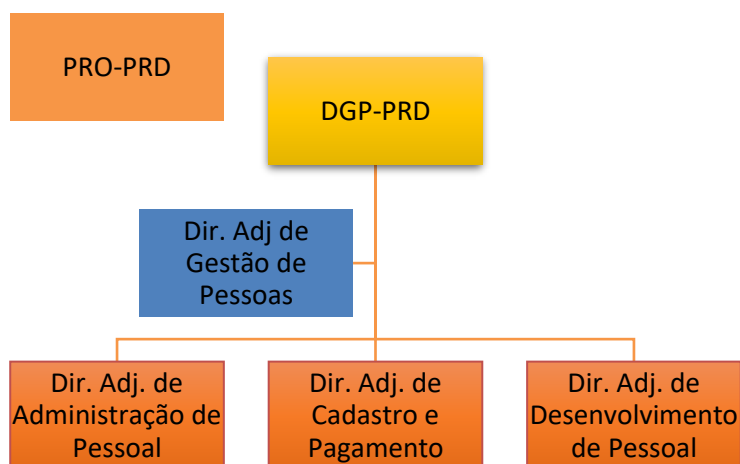 PRO-PRD
DGP-PRD
Dir. Adj de
Gestão de
Pessoas
Dir. Adj. de
Administração de
Pessoal
Dir. Adj. de
Cadastro e
Pagamento
Dir. Adj. de
Desenvolvimento
de Pessoal